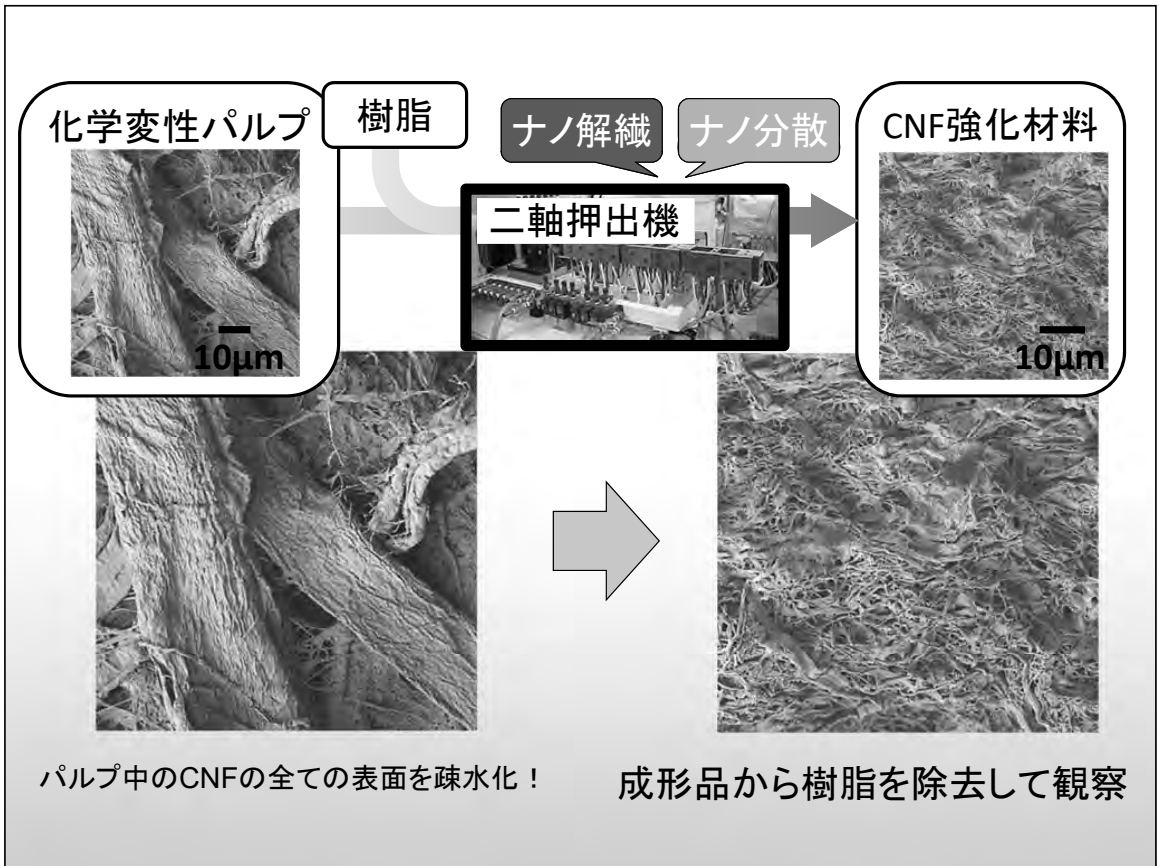 化学変性パルプ
樹脂
ナノ解繊
ナノ分散
CNF強化材料
二軸押出機
10μm
10μm
パルプ中のCNFの全ての表面を疎水化！
成形品から樹脂を除去して観察